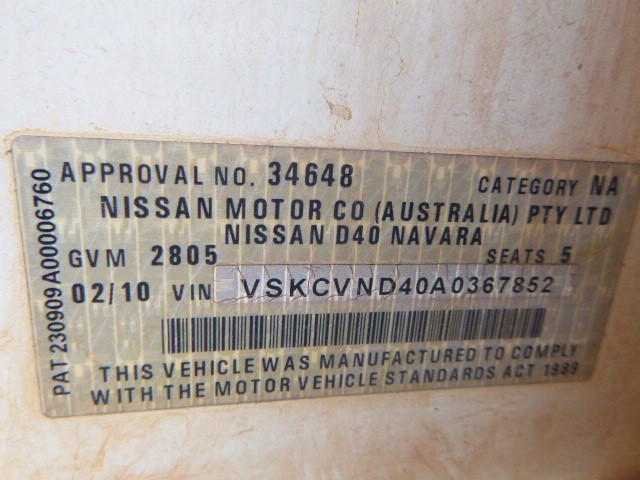 APPROVAL NO. 34648 CATEGORY NA
NISSAN MOTOR CO (AUSTRALIA) PTY LTD
NISSAN D40 NAVARA
GVM 2805 SEATS 5
02/10 VIN VSKCVND40A0367852
THIS VEHICLE WAS MANUFACTURED TO COMPLY
WITH THE MOTOR VEHICLE STANDARDS ACT 1989
PAT 230909A00006760